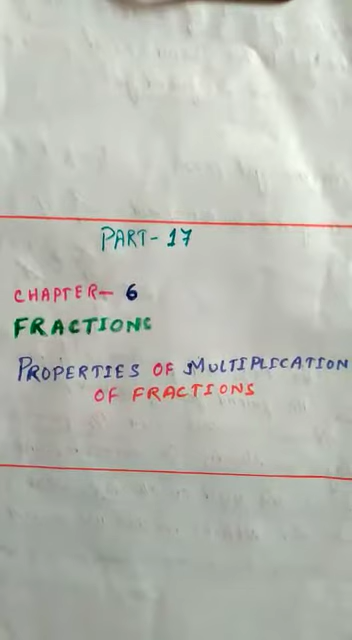 PART- 17
CHAPTER- 6
FRACTIONS
PROPERTIES OF MULTIPLICATION
OF FRACTIONS